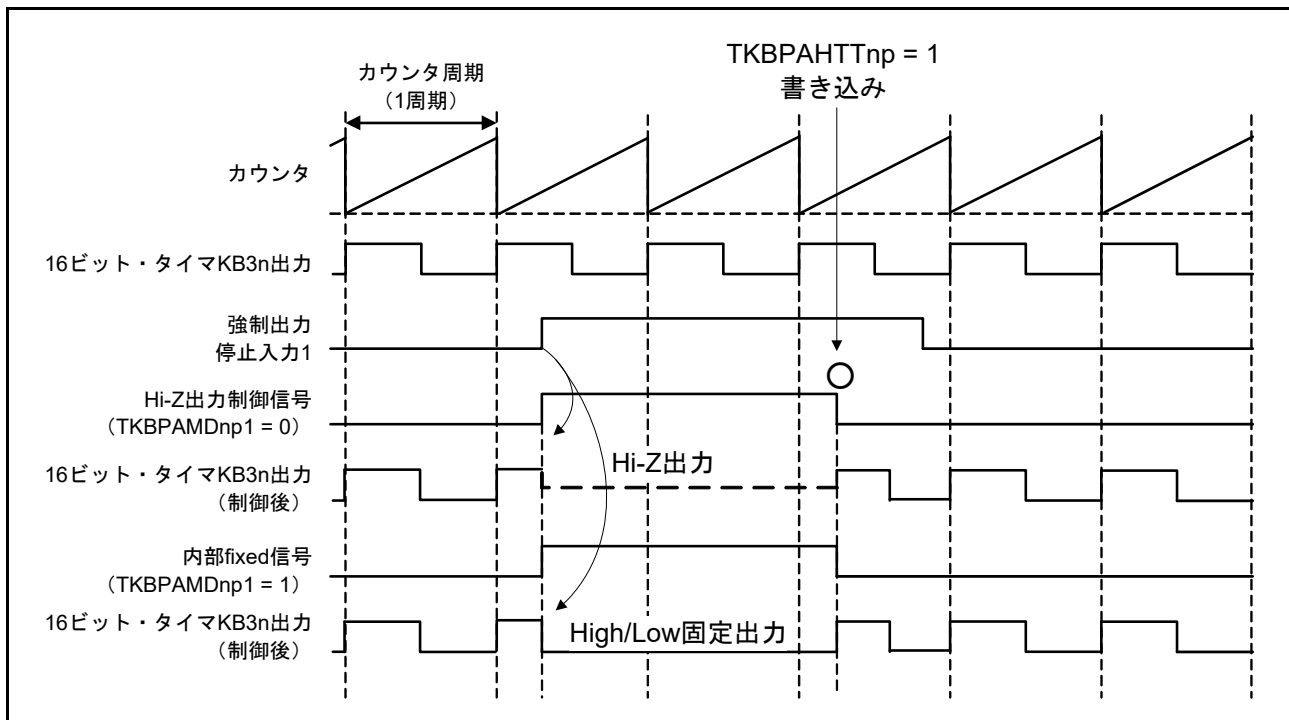 TKBPAHTTnp = 1
書き込み
カウンタ周期
（1周期）
カウンタ
16ビット・タイマKB3n出力
強制出力
停止入力1
Hi-Z出力制御信号
（TKBPAMDnp1 = 0）
Hi-Z出力
16ビット・タイマKB3n出力
（制御後）
内部fixed信号
（TKBPAMDnp1 = 1）
High/Low固定出力
16ビット・タイマKB3n出力
（制御後）